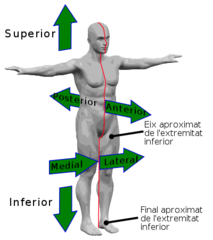 Superior
Posterior
Anterior
Eix aproximat
de l'extremitat
inferior
Medial
Lateral
Inferior
Final aproximat
de l'extremitat
inferior